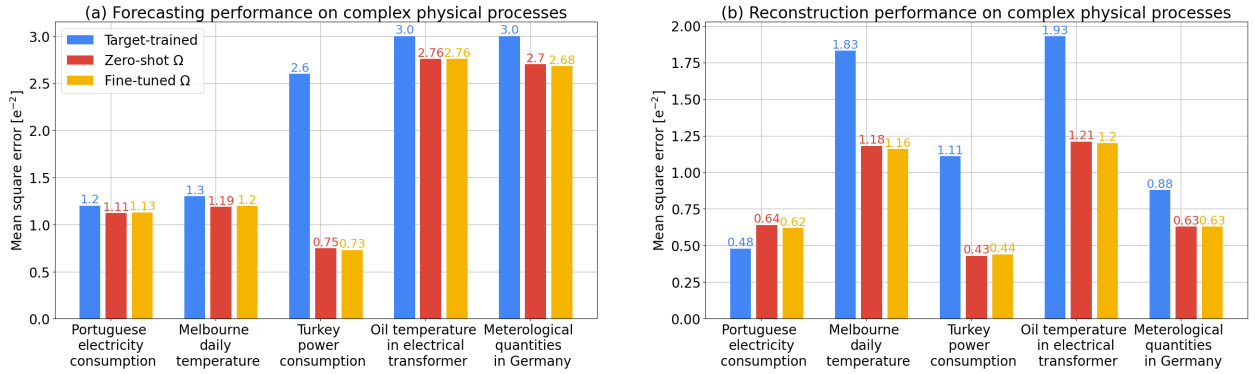 (a) Forecasting performance on complex physical processes
Mean square error [e⁻²]
3.0
2.5
2.0
1.5
1.0
0.5
0.0
Target-trained
Zero-shot Ω
Fine-tuned Ω
1.2
1.11
1.13
1.3
1.19
1.2
2.6
0.75
0.73
3.0
2.76
2.76
3.0
2.7
2.68
Portuguese
electricity
consumption
Melbourne
daily
temperature
Turkey
power
consumption
Oil temperature
in electrical
transformer
Meterological
quantities
in Germany
(b) Reconstruction performance on complex physical processes
Mean square error [e⁻²]
2.00
1.75
1.50
1.25
1.00
0.75
0.50
0.25
0.00
0.48
0.64
0.62
1.83
1.18
1.16
1.11
0.43
0.44
1.93
1.21
1.2
0.88
0.63
0.63
Portuguese
electricity
consumption
Melbourne
daily
temperature
Turkey
power
consumption
Oil temperature
in electrical
transformer
Meterological
quantities
in Germany